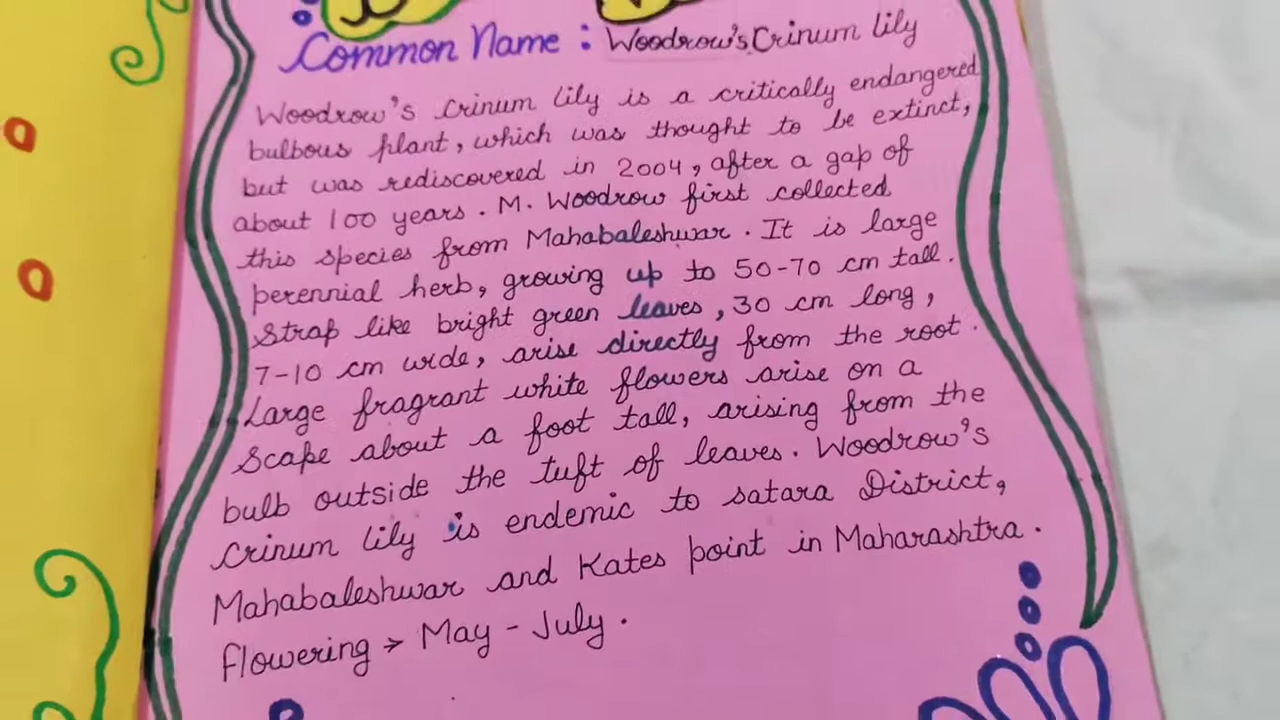 Common Name : Woodrow's Crinum lily
Woodrow's Crinum lily is a critically endangered
bulbous plant, which was thought to be extinct,
but was rediscovered in 2004, after a gap of
about 100 years. M. Woodrow first collected
this species from Mahabaleshwar. It is large
perennial herb, growing up to 50-70 cm tall.
Strap like bright green leaves, 30 cm long,
7-10 cm wide, arise directly from the root.
Large fragrant white flowers arise on a
scape about a foot tall, arising from the
bulb outside the tuft of leaves. Woodrow's
Crinum lily is endemic to satara District,
Mahabaleshwar and Kates point in Maharashtra.
flowering > May - July.